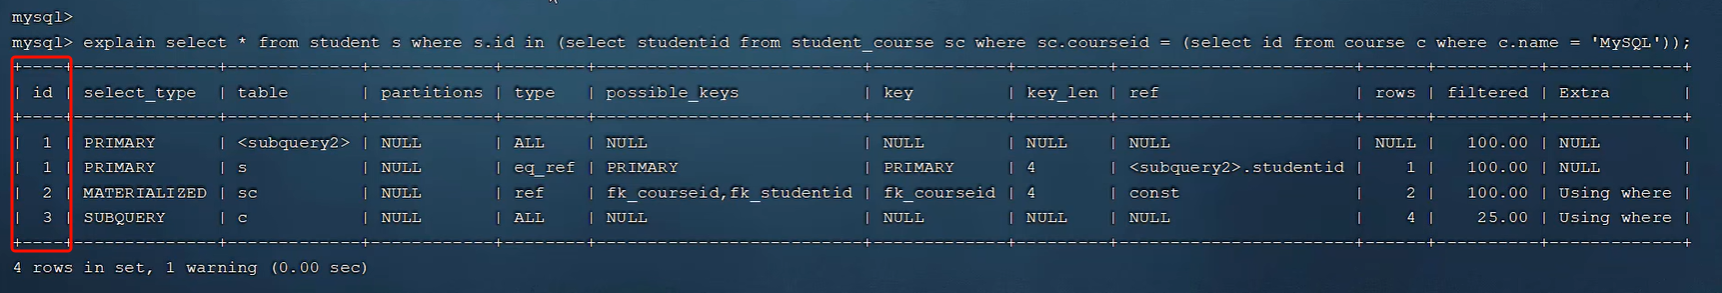 mysql>
mysql> explain select * from student s where s.id in (select studentid from student_course sc where sc.courseid = (select id from course c where c.name = 'MySQL'));
+----+--------------+-------------+------------+--------+--------------------------+------------+---------+-----------------------+------+----------+-------------+
| id | select_type  | table       | partitions | type   | possible_keys            | key        | key_len | ref                   | rows | filtered | Extra       |
+----+--------------+-------------+------------+--------+--------------------------+------------+---------+-----------------------+------+----------+-------------+
|  1 | PRIMARY      | <subquery2> | NULL       | ALL    | NULL                     | NULL       | NULL    | NULL                  | NULL |   100.00 | NULL        |
|  1 | PRIMARY      | s           | NULL       | eq_ref | PRIMARY                  | PRIMARY    | 4       | <subquery2>.studentid |    1 |   100.00 | NULL        |
|  2 | MATERIALIZED | sc          | NULL       | ref    | fk_courseid,fk_studentid | fk_courseid | 4       | const                 |    2 |   100.00 | Using where |
|  3 | SUBQUERY     | c           | NULL       | ALL    | NULL                     | NULL       | NULL    | NULL                  |    4 |    25.00 | Using where |
+----+--------------+-------------+------------+--------+--------------------------+------------+---------+-----------------------+------+----------+-------------+
4 rows in set, 1 warning (0.00 sec)